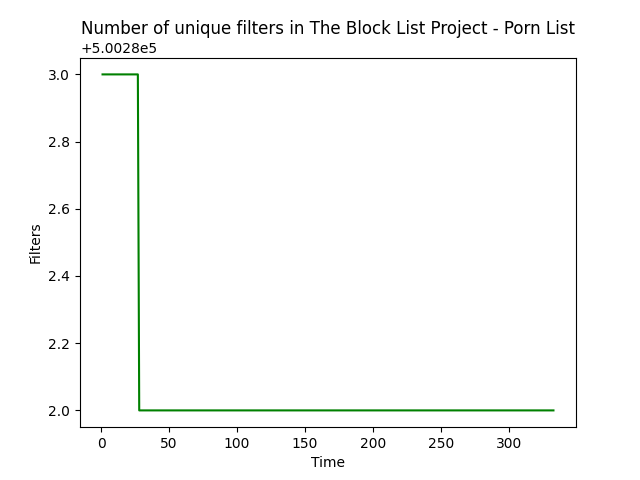 Number of unique filters in The Block List Project - Porn List
+5.0028e5
3.0
2.8
2.6
2.4
2.2
2.0
Filters
0 50 100 150 200 250 300
Time